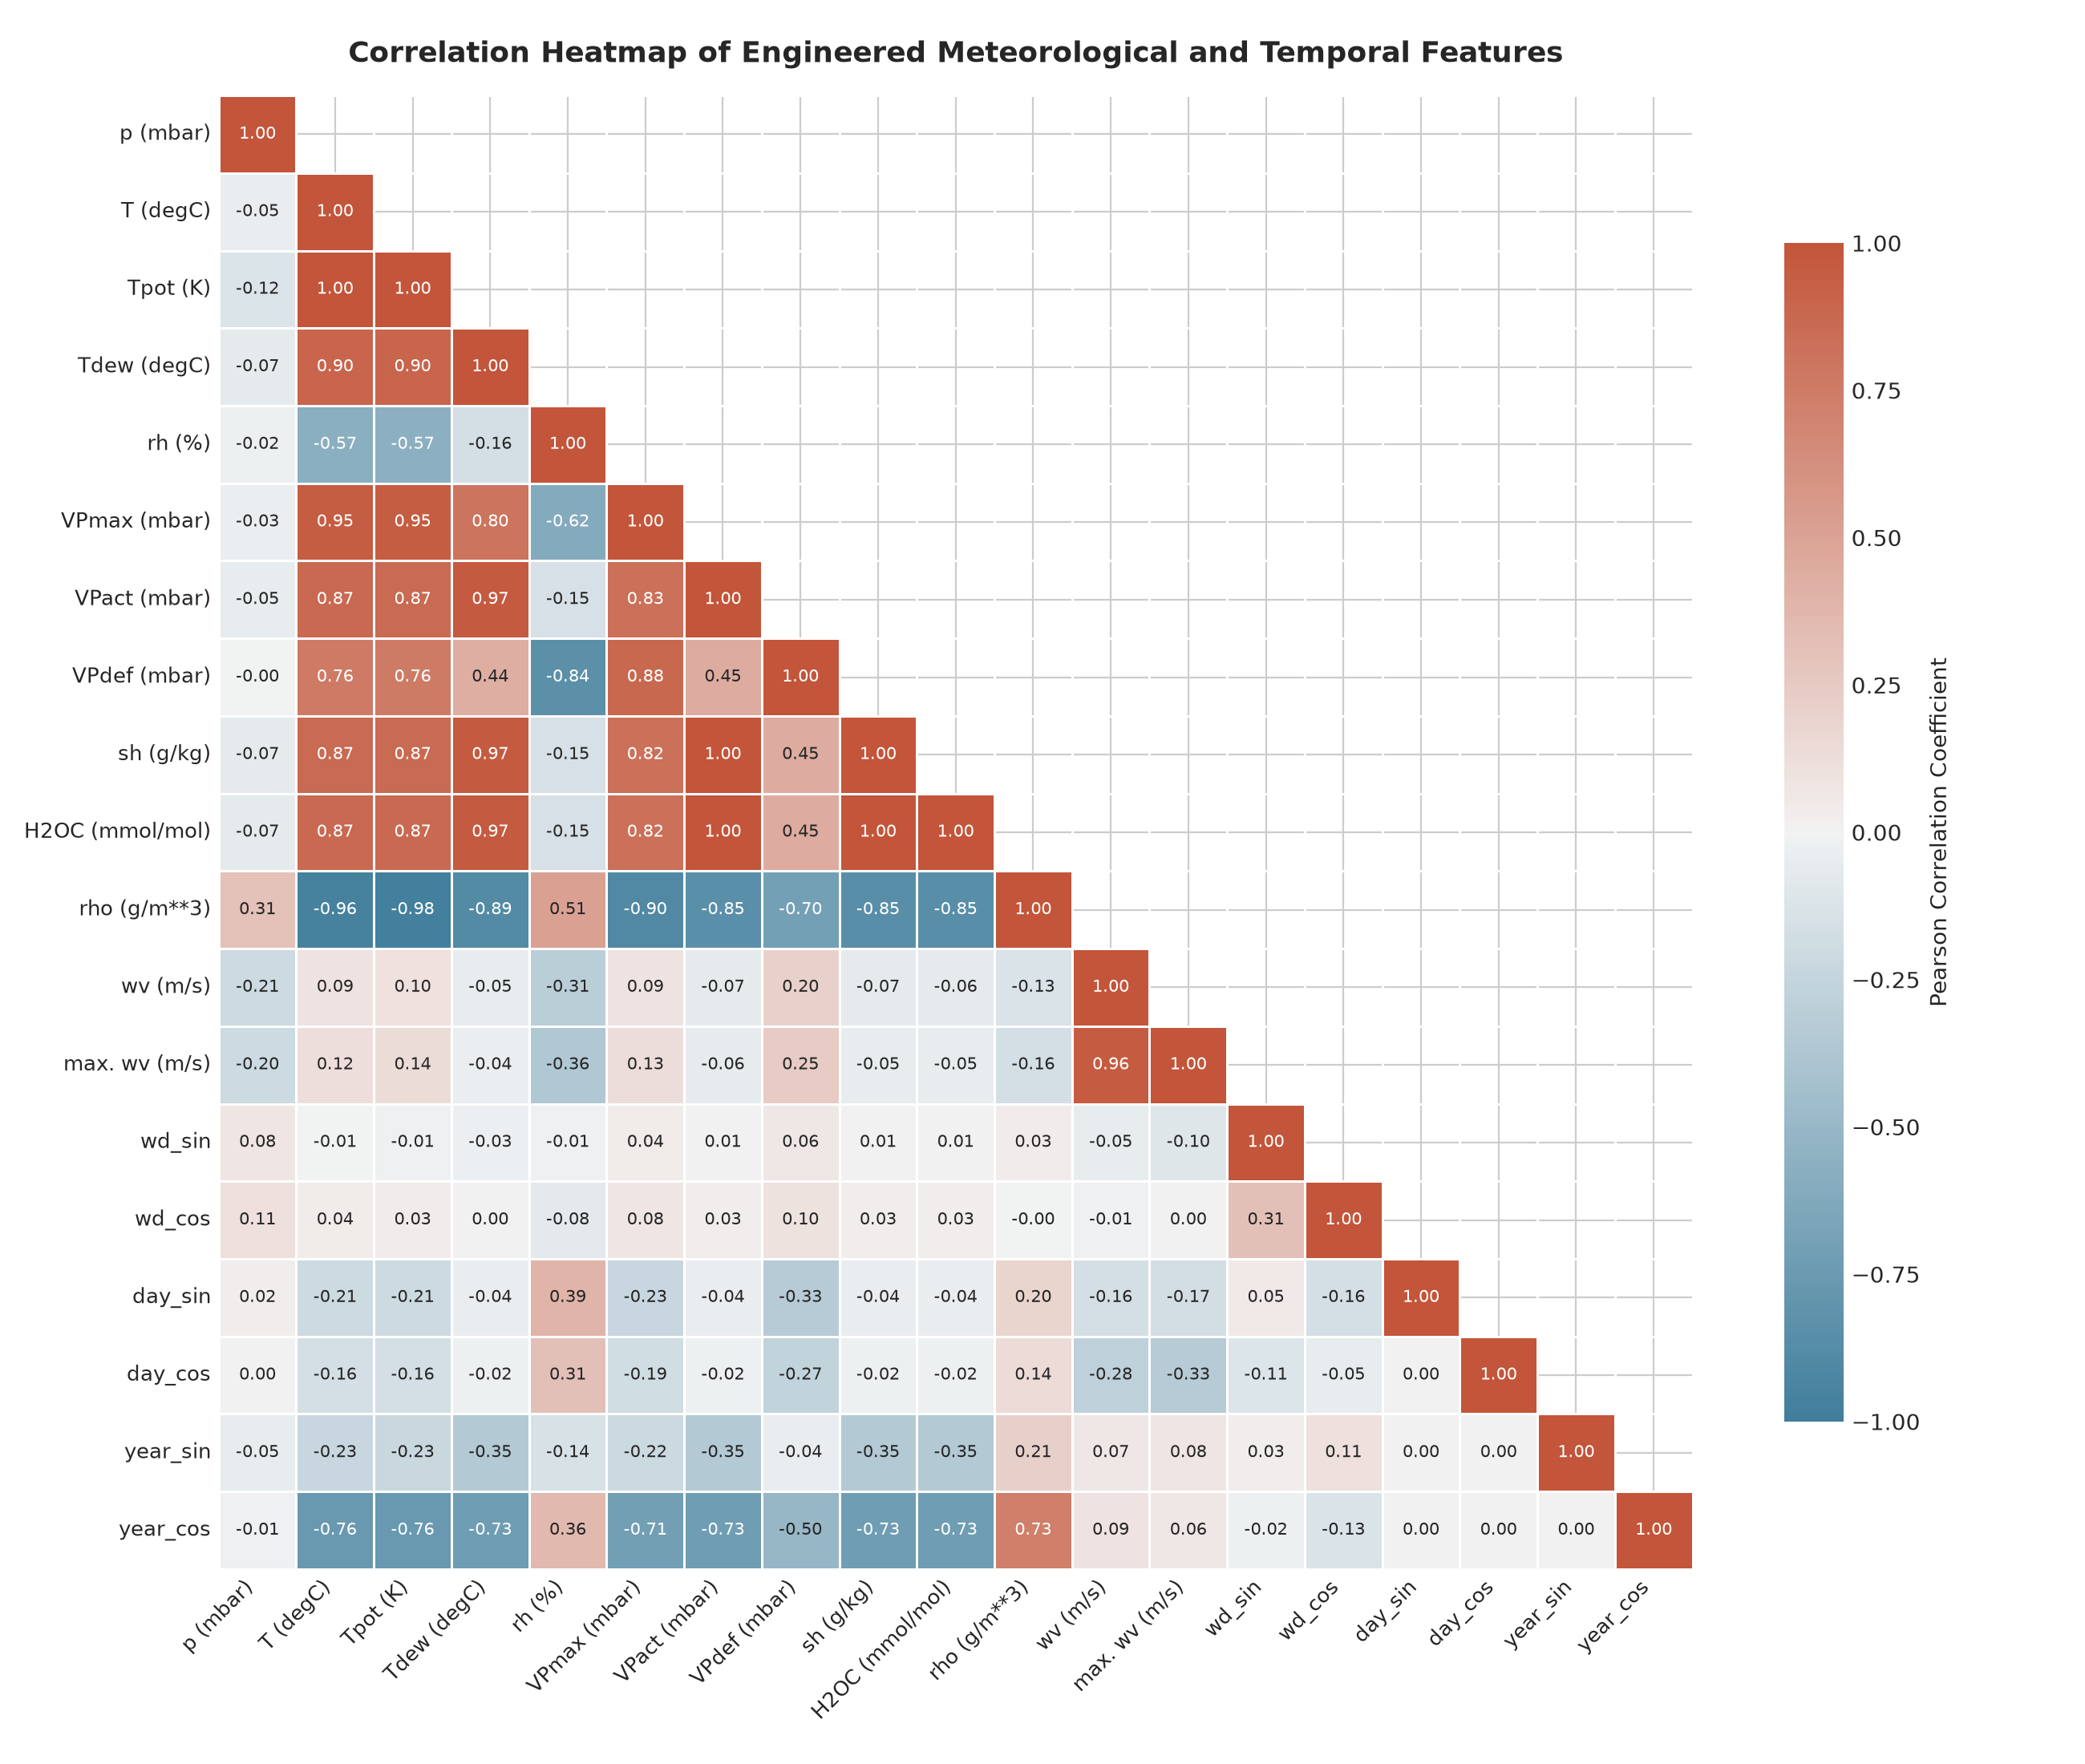 Correlation Heatmap of Engineered Meteorological and Temporal Features
p (mbar) 1.00
T (degC) -0.05 1.00
Tpot (K) -0.12 1.00 1.00
Tdew (degC) -0.07 0.90 0.90 1.00
rh (%) -0.02 -0.57 -0.57 -0.16 1.00
VPmax (mbar) -0.03 0.95 0.95 0.80 -0.62 1.00
VPact (mbar) -0.05 0.87 0.87 0.97 -0.15 0.83 1.00
VPdef (mbar) -0.00 0.76 0.76 0.44 -0.84 0.88 0.45 1.00
sh (g/kg) -0.07 0.87 0.87 0.97 -0.15 0.82 1.00 0.45 1.00
H2OC (mmol/mol) -0.07 0.87 0.87 0.97 -0.15 0.82 1.00 0.45 1.00 1.00
rho (g/m**3) 0.31 -0.96 -0.98 -0.89 0.51 -0.90 -0.85 -0.70 -0.85 -0.85 1.00
wv (m/s) -0.21 0.09 0.10 -0.05 -0.31 0.09 -0.07 0.20 -0.07 -0.06 -0.13 1.00
max. wv (m/s) -0.20 0.12 0.14 -0.04 -0.36 0.13 -0.06 0.25 -0.05 -0.05 -0.16 0.96 1.00
wd_sin 0.08 -0.01 -0.01 -0.03 -0.01 0.04 0.01 0.06 0.01 0.01 0.03 -0.05 -0.10 1.00
wd_cos 0.11 0.04 0.03 0.00 -0.08 0.08 0.03 0.10 0.03 0.03 -0.00 -0.01 0.00 0.31 1.00
day_sin 0.02 -0.21 -0.21 -0.04 0.39 -0.23 -0.04 -0.33 -0.04 -0.04 0.20 -0.16 -0.17 0.05 -0.16 1.00
day_cos 0.00 -0.16 -0.16 -0.02 0.31 -0.19 -0.02 -0.27 -0.02 -0.02 0.14 -0.28 -0.33 -0.11 -0.05 0.00 1.00
year_sin -0.05 -0.23 -0.23 -0.35 -0.14 -0.22 -0.35 -0.04 -0.35 -0.35 0.21 0.07 0.08 0.03 0.11 0.00 0.00 1.00
year_cos -0.01 -0.76 -0.76 -0.73 0.36 -0.71 -0.73 -0.50 -0.73 -0.73 0.73 0.09 0.06 -0.02 -0.13 0.00 0.00 0.00 1.00
p (mbar)
T (degC)
Tpot (K)
Tdew (degC)
rh (%)
VPmax (mbar)
VPact (mbar)
VPdef (mbar)
sh (g/kg)
H2OC (mmol/mol)
rho (g/m**3)
wv (m/s)
max. wv (m/s)
wd_sin
wd_cos
day_sin
day_cos
year_sin
year_cos
1.00
0.75
0.50
0.25
0.00
−0.25
−0.50
−0.75
−1.00
Pearson Correlation Coefficient